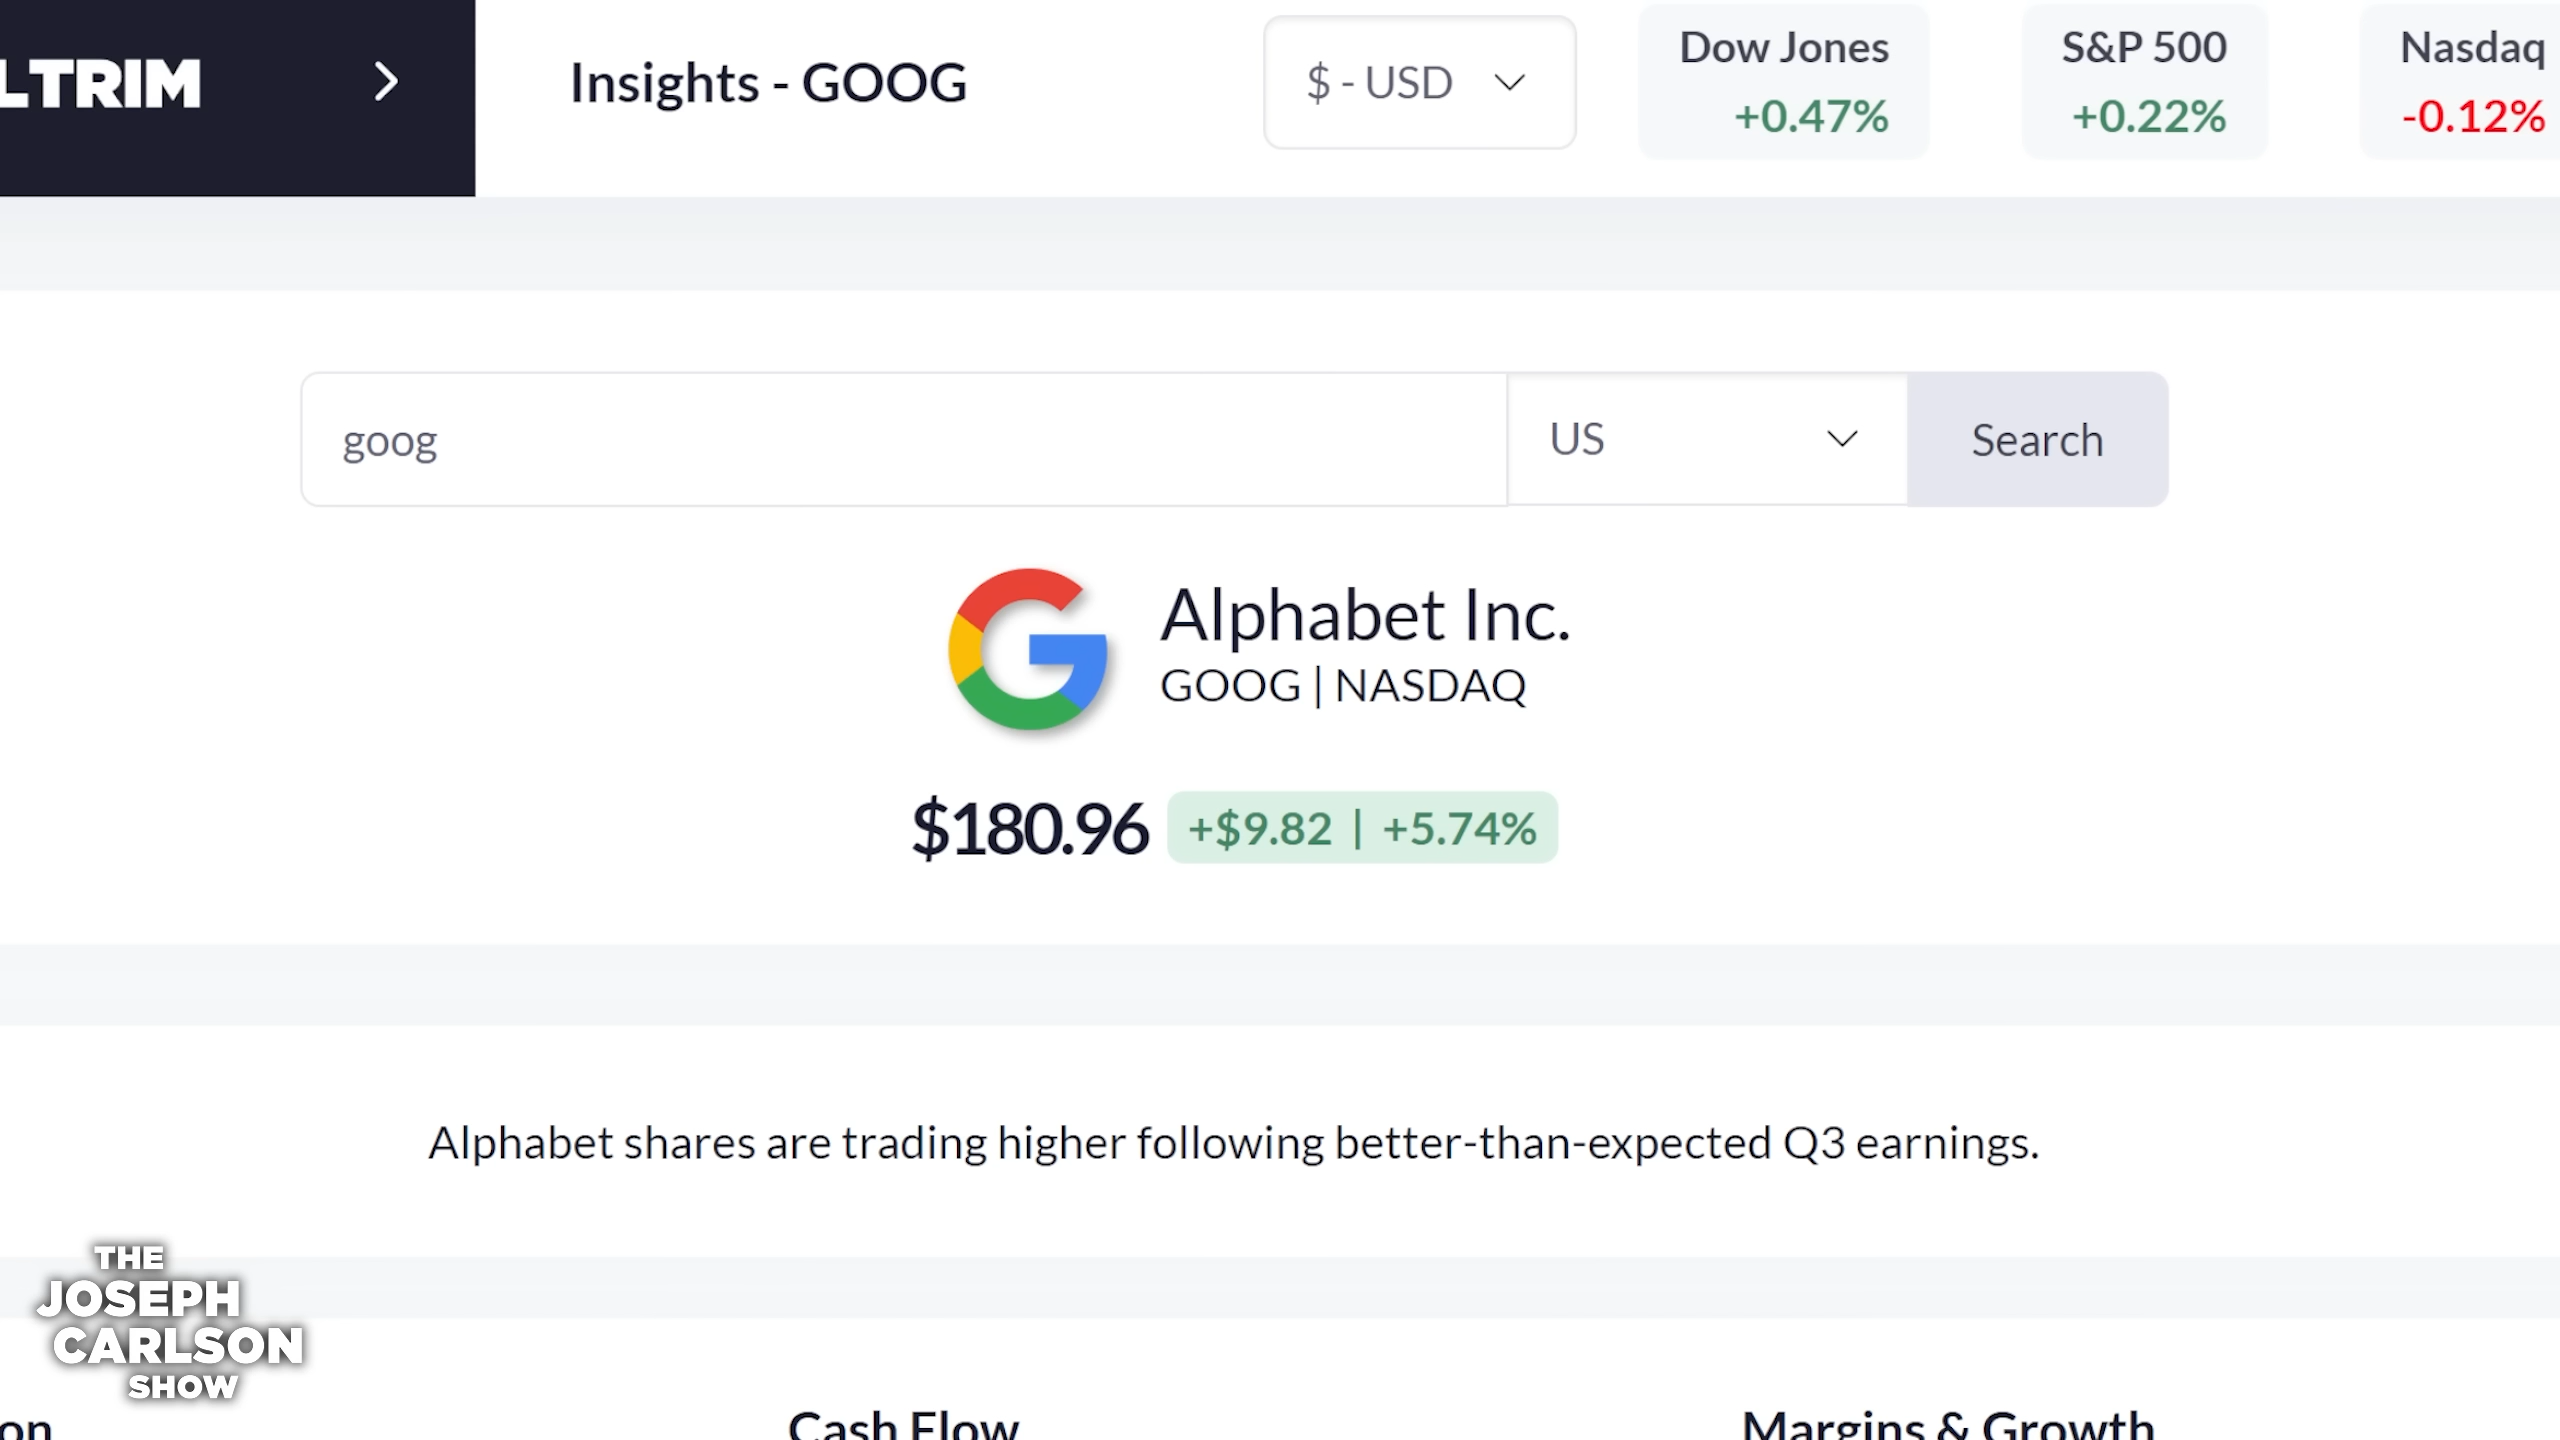 LTRIM
Insights - GOOG
$ - USD
Dow Jones
+0.47%
S&P 500
+0.22%
Nasdaq
-0.12%
goog
US
Search
Alphabet Inc.
GOOG | NASDAQ
$180.96
+$9.82 | +5.74%
Alphabet shares are trading higher following better-than-expected Q3 earnings.
THE
JOSEPH
CARLSON
SHOW
on
Cash Flow
Margins & Growth